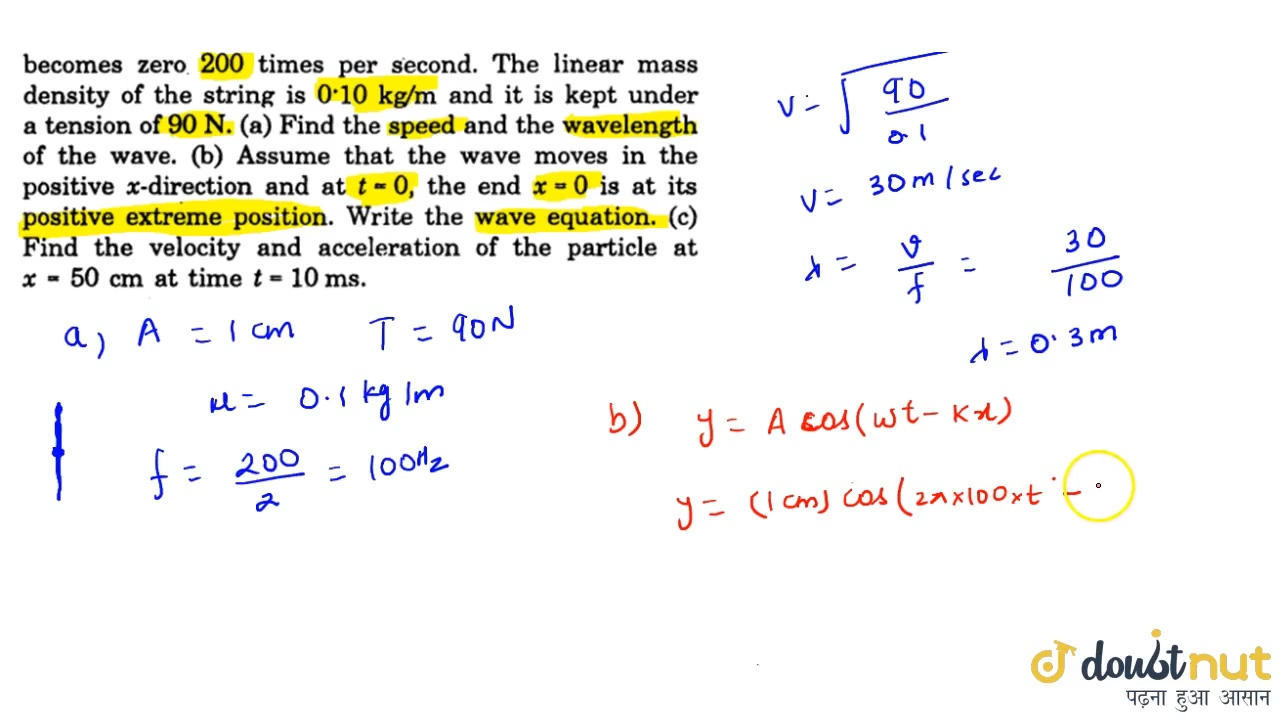 becomes zero 200 times per second. The linear mass
density of the string is 0·10 kg/m and it is kept under
a tension of 90 N. (a) Find the speed and the wavelength
of the wave. (b) Assume that the wave moves in the
positive x-direction and at t = 0, the end x = 0 is at its
positive extreme position. Write the wave equation. (c)
Find the velocity and acceleration of the particle at
x = 50 cm at time t = 10 ms.
a) A = 1 cm T = 90N
μ = 0.1 kg/m
f = 200/2 = 100Hz
v = √90/0.1
v = 30 m/sec
λ = v/f = 30/100
λ = 0.3m
b) y = A cos(ωt - kx)
y = (1cm) cos(2π×100×t -
doubtnut
पढ़ना हुआ आसान